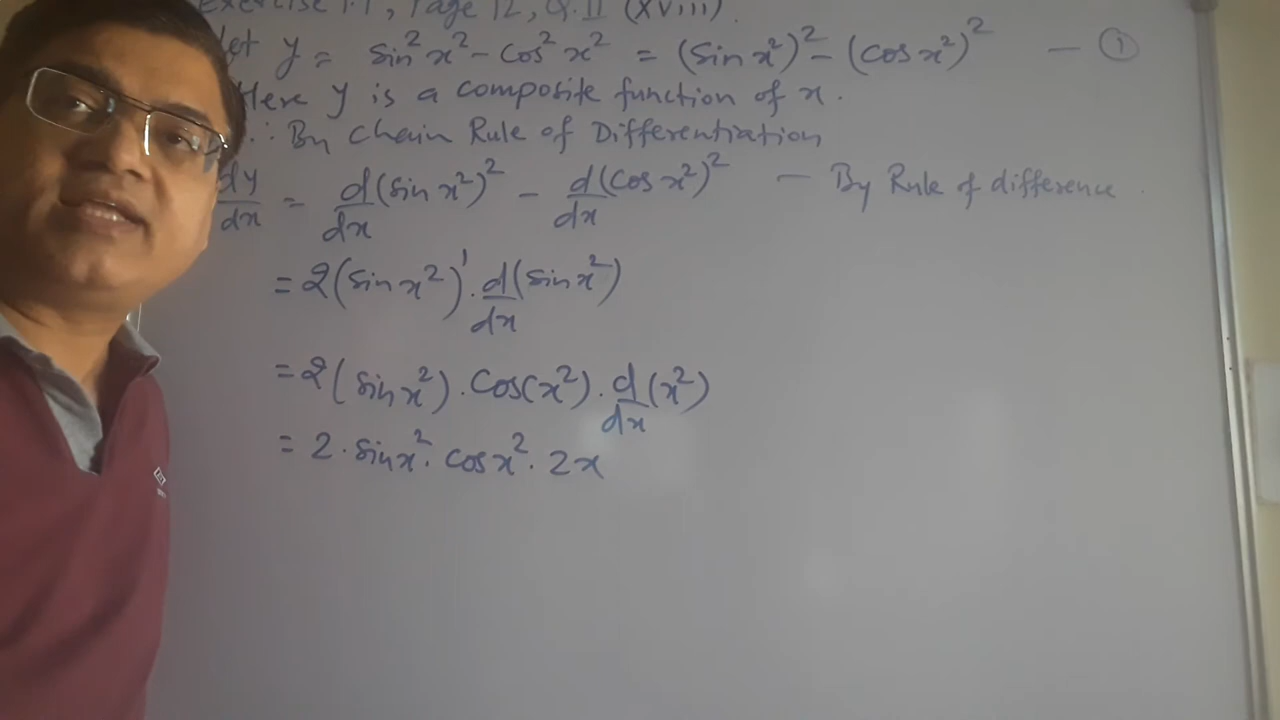 Exercise 1.1, Page 12, Q.11 (XVIII).
Let y = sin² x² - cos² x² = (sin x²)² - (cos x²)² — ①
Here y is a composite function of x.
∴ By Chain Rule of Differentiation
dy/dx = d/dx (sin x²)² - d/dx (cos x²)² — By Rule of difference.
= 2(sin x²)¹ . d/dx (sin x²)
= 2(sin x²) . cos(x²) . d/dx (x²)
= 2 . sin x² . cos x² . 2x